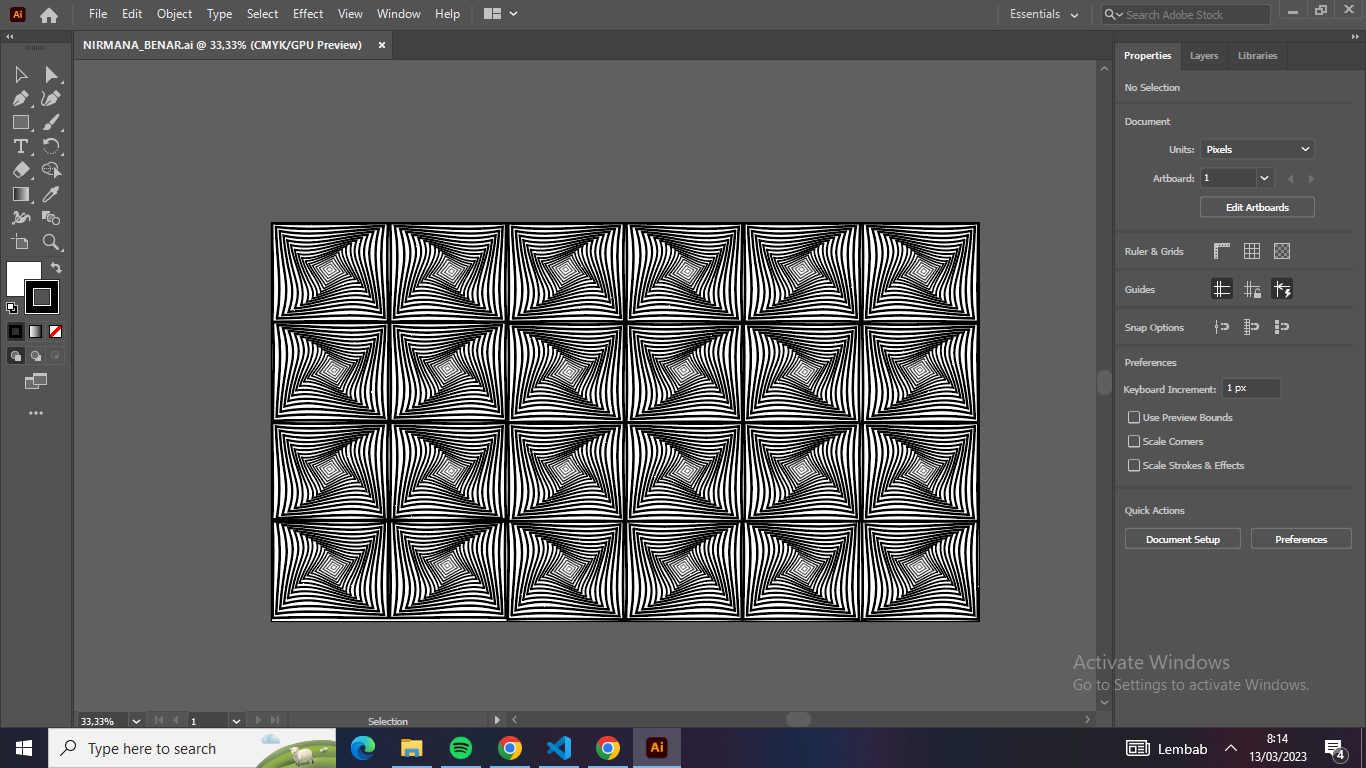 Ai File Edit Object Type Select Effect View Window Help Essentials Search Adobe Stock
NIRMANA_BENAR.ai @ 33,33% (CMYK/GPU Preview) ×
Properties Layers Libraries
No Selection
Document
Units: Pixels
Artboard: 1
Edit Artboards
Ruler & Grids
Guides
Snap Options
Preferences
Keyboard Increment: 1 px
Use Preview Bounds
Scale Corners
Scale Strokes & Effects
Quick Actions
Document Setup Preferences
Activate Windows
Go to Settings to activate Windows.
33,33% 1 Selection
Type here to search Ai Lembab 8:14
13/03/2023 4